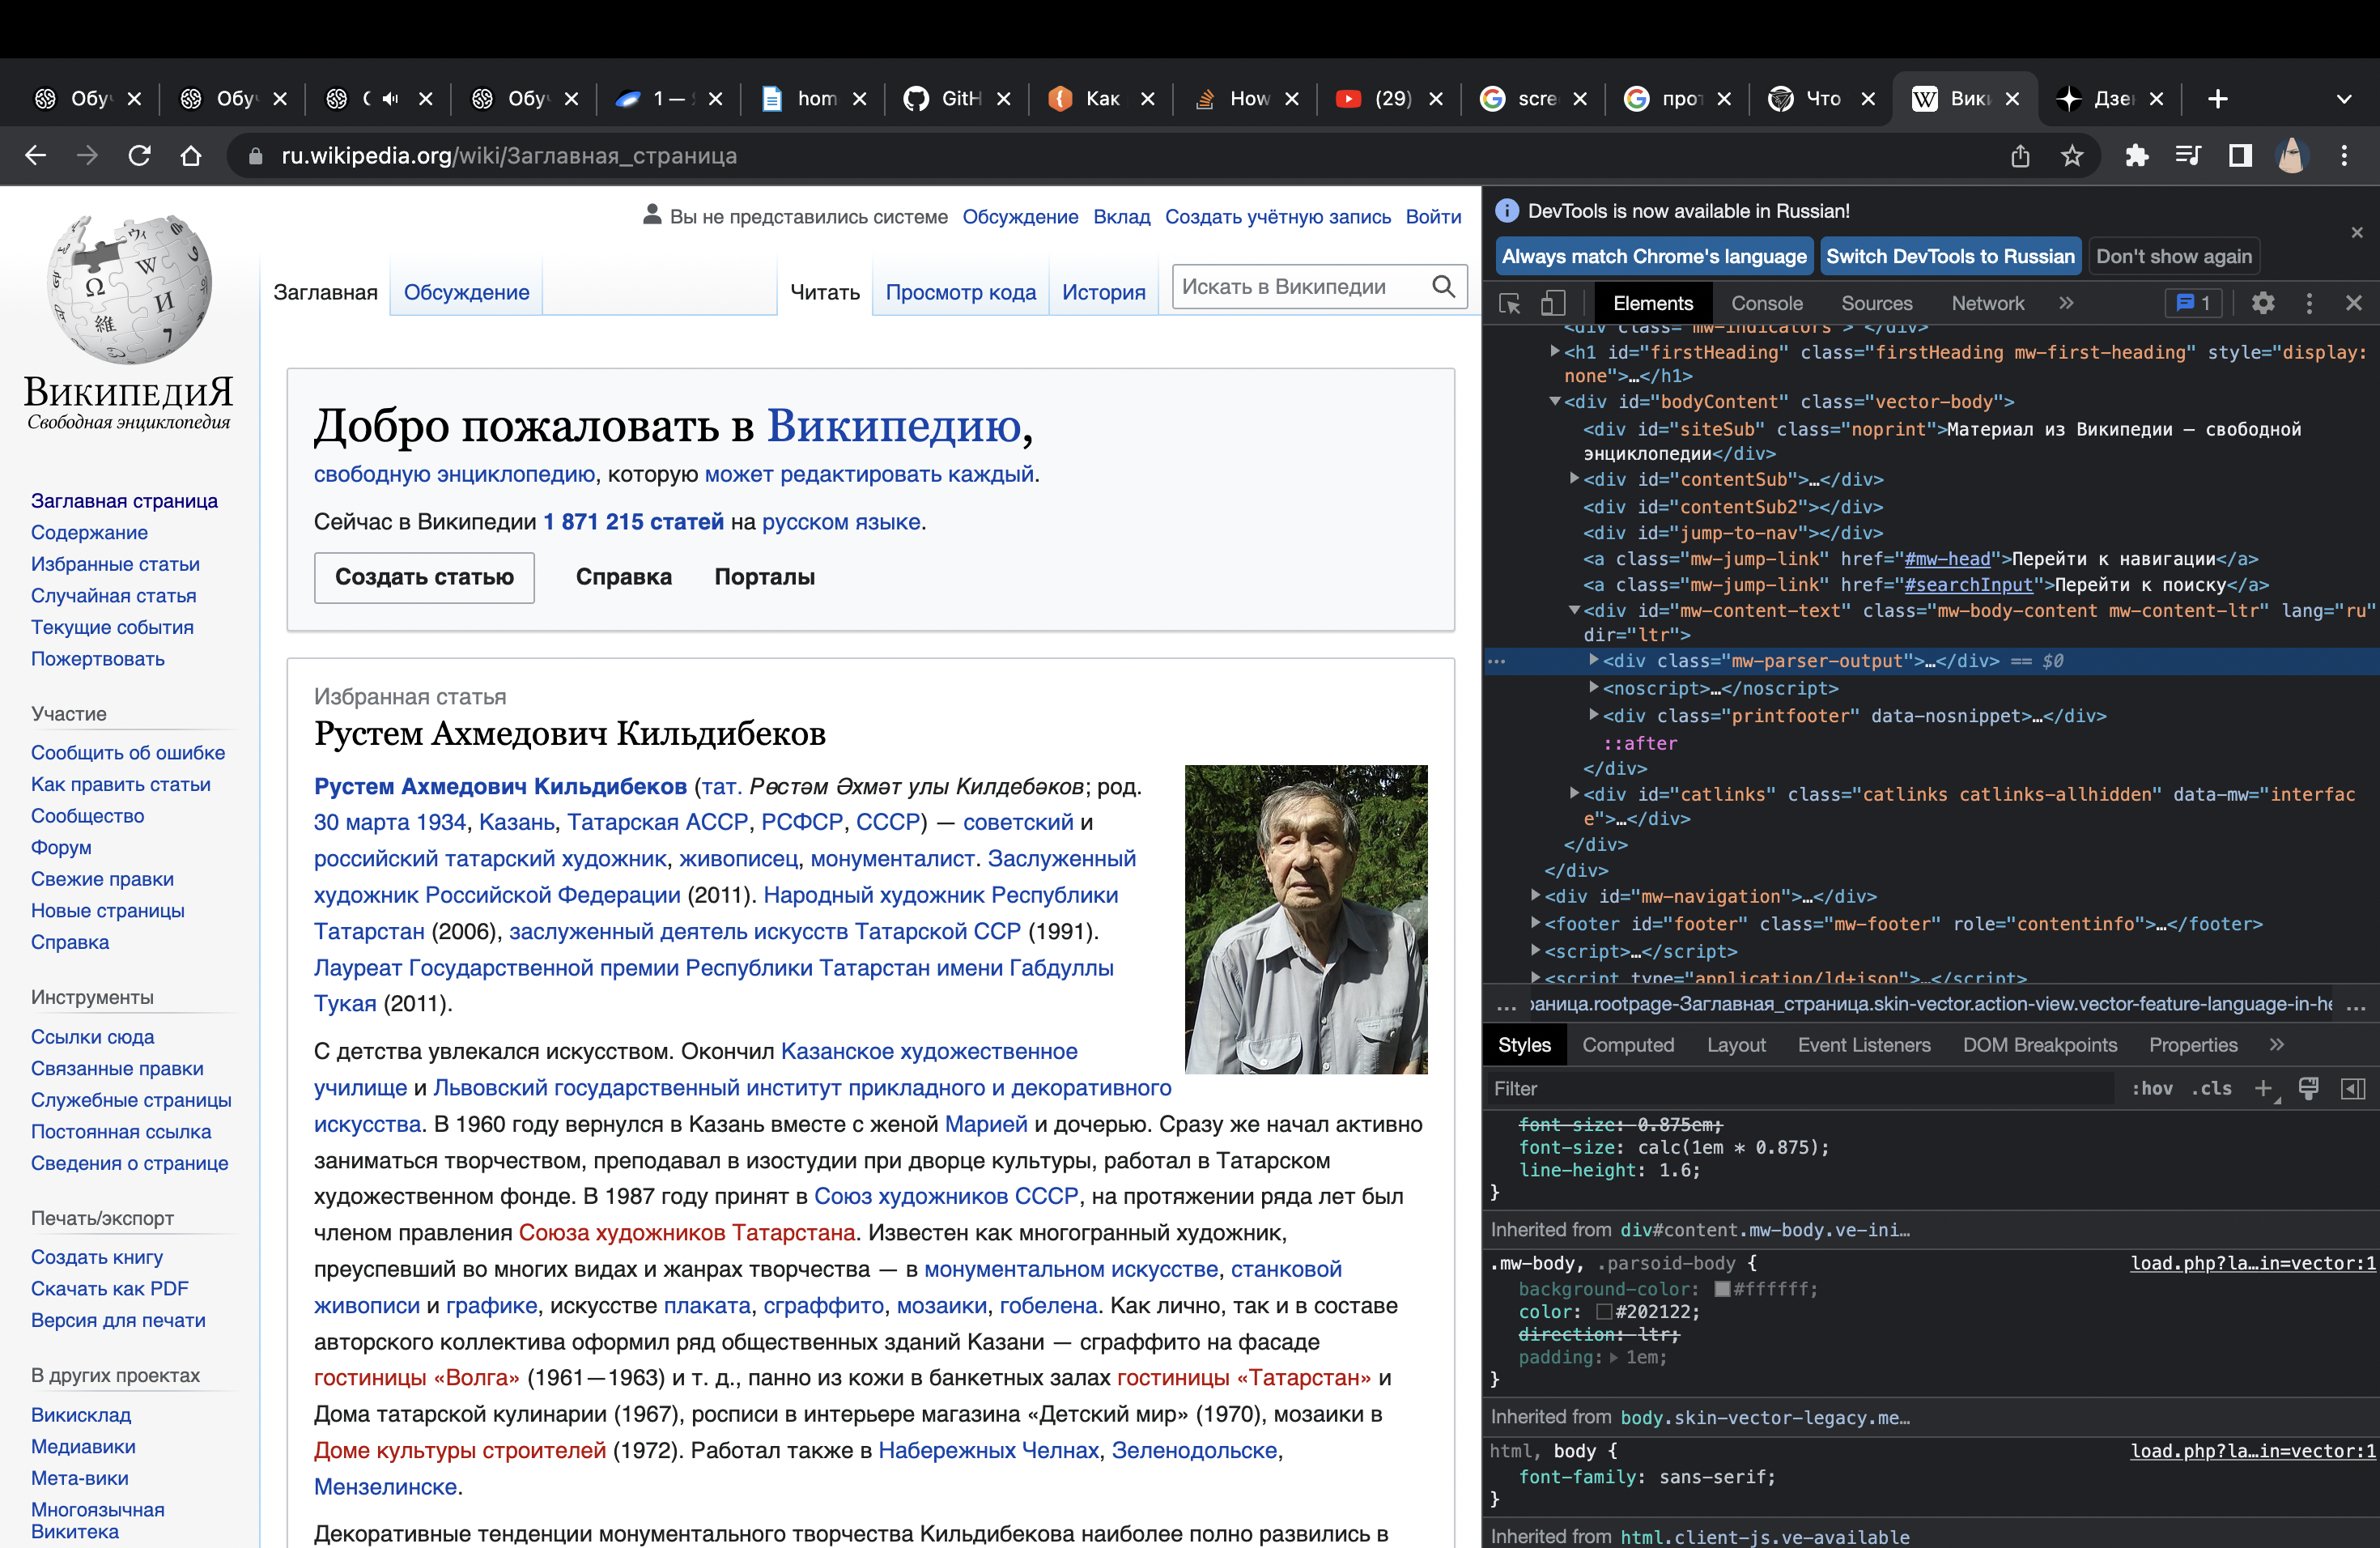 Обу
Обу
Обу
1 —
hom
GitH
Как
How
(29)
scre
прот
Что
Вики
Дзен
ru.wikipedia.org/wiki/Заглавная_страница
ВикипедиЯ
Свободная энциклопедия
Заглавная страница
Содержание
Избранные статьи
Случайная статья
Текущие события
Пожертвовать
Участие
Сообщить об ошибке
Как править статьи
Сообщество
Форум
Свежие правки
Новые страницы
Справка
Инструменты
Ссылки сюда
Связанные правки
Служебные страницы
Постоянная ссылка
Сведения о странице
Печать/экспорт
Создать книгу
Скачать как PDF
Версия для печати
В других проектах
Викисклад
Медиавики
Мета-вики
Многоязычная
Викитека
Вы не представились системе Обсуждение Вклад Создать учётную запись Войти
Заглавная Обсуждение Читать Просмотр кода История Искать в Википедии
Добро пожаловать в Википедию,
свободную энциклопедию, которую может редактировать каждый.
Сейчас в Википедии 1 871 215 статей на русском языке.
Создать статью Справка Порталы
Избранная статья
Рустем Ахмедович Кильдибеков
Рустем Ахмедович Кильдибеков (тат. Рөстәм Әхмәт улы Килдебәков; род.
30 марта 1934, Казань, Татарская АССР, РСФСР, СССР) — советский и
российский татарский художник, живописец, монументалист. Заслуженный
художник Российской Федерации (2011). Народный художник Республики
Татарстан (2006), заслуженный деятель искусств Татарской ССР (1991).
Лауреат Государственной премии Республики Татарстан имени Габдуллы
Тукая (2011).
С детства увлекался искусством. Окончил Казанское художественное
училище и Львовский государственный институт прикладного и декоративного
искусства. В 1960 году вернулся в Казань вместе с женой Марией и дочерью. Сразу же начал активно
заниматься творчеством, преподавал в изостудии при дворце культуры, работал в Татарском
художественном фонде. В 1987 году принят в Союз художников СССР, на протяжении ряда лет был
членом правления Союза художников Татарстана. Известен как многогранный художник,
преуспевший во многих видах и жанрах творчества — в монументальном искусстве, станковой
живописи и графике, искусстве плаката, сграффито, мозаики, гобелена. Как лично, так и в составе
авторского коллектива оформил ряд общественных зданий Казани — сграффито на фасаде
гостиницы «Волга» (1961—1963) и т. д., панно из кожи в банкетных залах гостиницы «Татарстан» и
Дома татарской кулинарии (1967), росписи в интерьере магазина «Детский мир» (1970), мозаики в
Доме культуры строителей (1972). Работал также в Набережных Челнах, Зеленодольске,
Мензелинске.
Декоративные тенденции монументального творчества Кильдибекова наиболее полно развились в
DevTools is now available in Russian!
Always match Chrome's language Switch DevTools to Russian Don't show again
Elements Console Sources Network » 1
<div class="mw-indicators"> </div>
<h1 id="firstHeading" class="firstHeading mw-first-heading" style="display:
none">…</h1>
<div id="bodyContent" class="vector-body">
<div id="siteSub" class="noprint">Материал из Википедии — свободной
энциклопедии</div>
<div id="contentSub">…</div>
<div id="contentSub2"></div>
<div id="jump-to-nav"></div>
<a class="mw-jump-link" href="#mw-head">Перейти к навигации</a>
<a class="mw-jump-link" href="#searchInput">Перейти к поиску</a>
<div id="mw-content-text" class="mw-body-content mw-content-ltr" lang="ru"
dir="ltr">
<div class="mw-parser-output">…</div> == $0
<noscript>…</noscript>
<div class="printfooter" data-nosnippet>…</div>
::after
</div>
<div id="catlinks" class="catlinks catlinks-allhidden" data-mw="interfac
e">…</div>
</div>
</div>
<div id="mw-navigation">…</div>
<footer id="footer" class="mw-footer" role="contentinfo">…</footer>
<script>…</script>
<script type="application/ld+json">…</script>
… раница.rootpage-Заглавная_страница.skin-vector.action-view.vector-feature-language-in-he …
Styles Computed Layout Event Listeners DOM Breakpoints Properties »
Filter :hov .cls +
font-size: 0.875em;
font-size: calc(1em * 0.875);
line-height: 1.6;
}
Inherited from div#content.mw-body.ve-ini…
.mw-body, .parsoid-body { load.php?la…in=vector:1
background-color: #ffffff;
color: #202122;
direction: ltr;
padding: 1em;
}
Inherited from body.skin-vector-legacy.me…
html, body { load.php?la…in=vector:1
font-family: sans-serif;
}
Inherited from html.client-js.ve-available